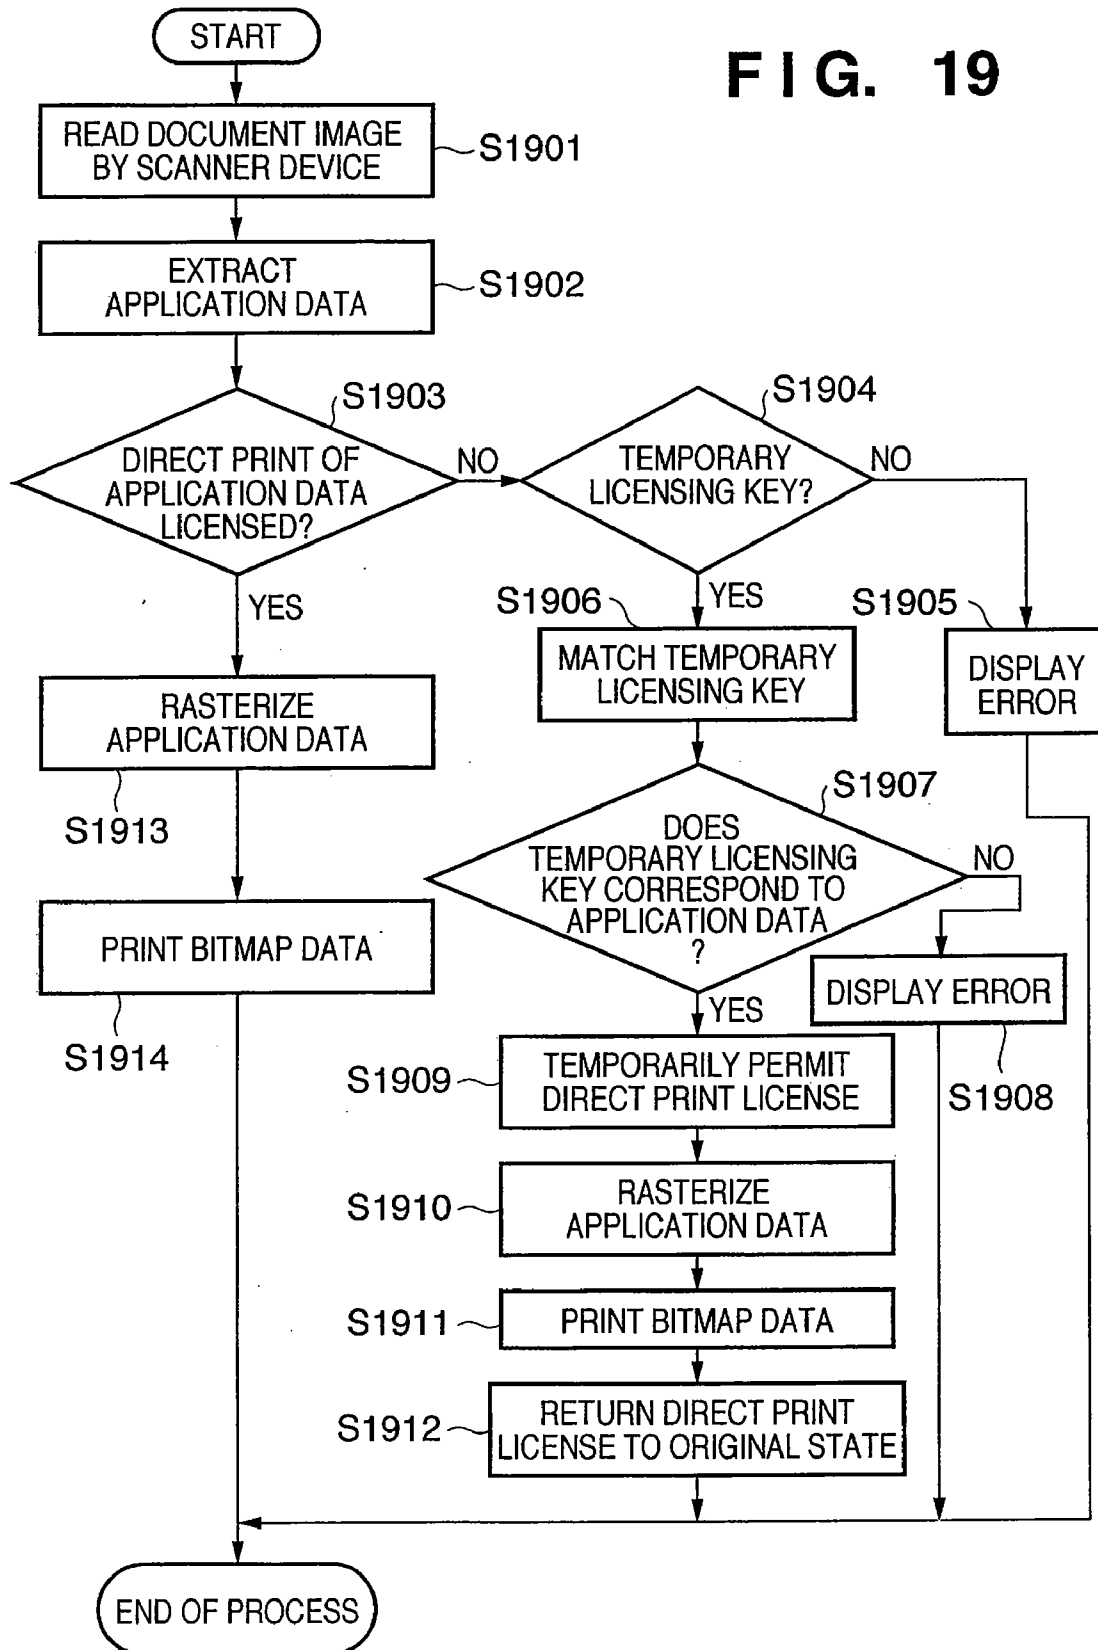 START
FIG. 19
READ DOCUMENT IMAGE
BY SCANNER DEVICE
S1901
EXTRACT
APPLICATION DATA
S1902
S1903
DIRECT PRINT OF
APPLICATION DATA
LICENSED?
NO
YES
S1904
TEMPORARY
LICENSING KEY?
NO
YES
S1906
MATCH TEMPORARY
LICENSING KEY
S1905
DISPLAY
ERROR
RASTERIZE
APPLICATION DATA
S1913
S1907
DOES
TEMPORARY LICENSING
KEY CORRESPOND TO
APPLICATION DATA
?
NO
YES
PRINT BITMAP DATA
S1914
DISPLAY ERROR
S1908
S1909
TEMPORARILY PERMIT
DIRECT PRINT LICENSE
S1910
RASTERIZE
APPLICATION DATA
S1911
PRINT BITMAP DATA
S1912
RETURN DIRECT PRINT
LICENSE TO ORIGINAL STATE
END OF PROCESS